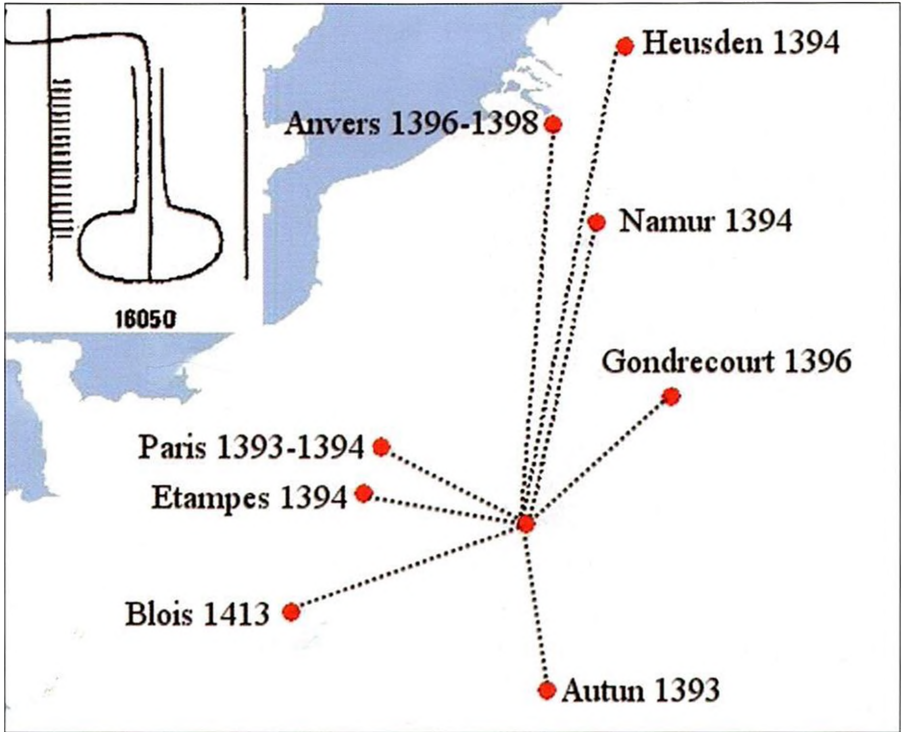 Heusden 1394
Anvers 1396-1398
Namur 1394
16050
Gondrecourt 1396
Paris 1393-1394
Etampes 1394
Blois 1413
Autun 1393